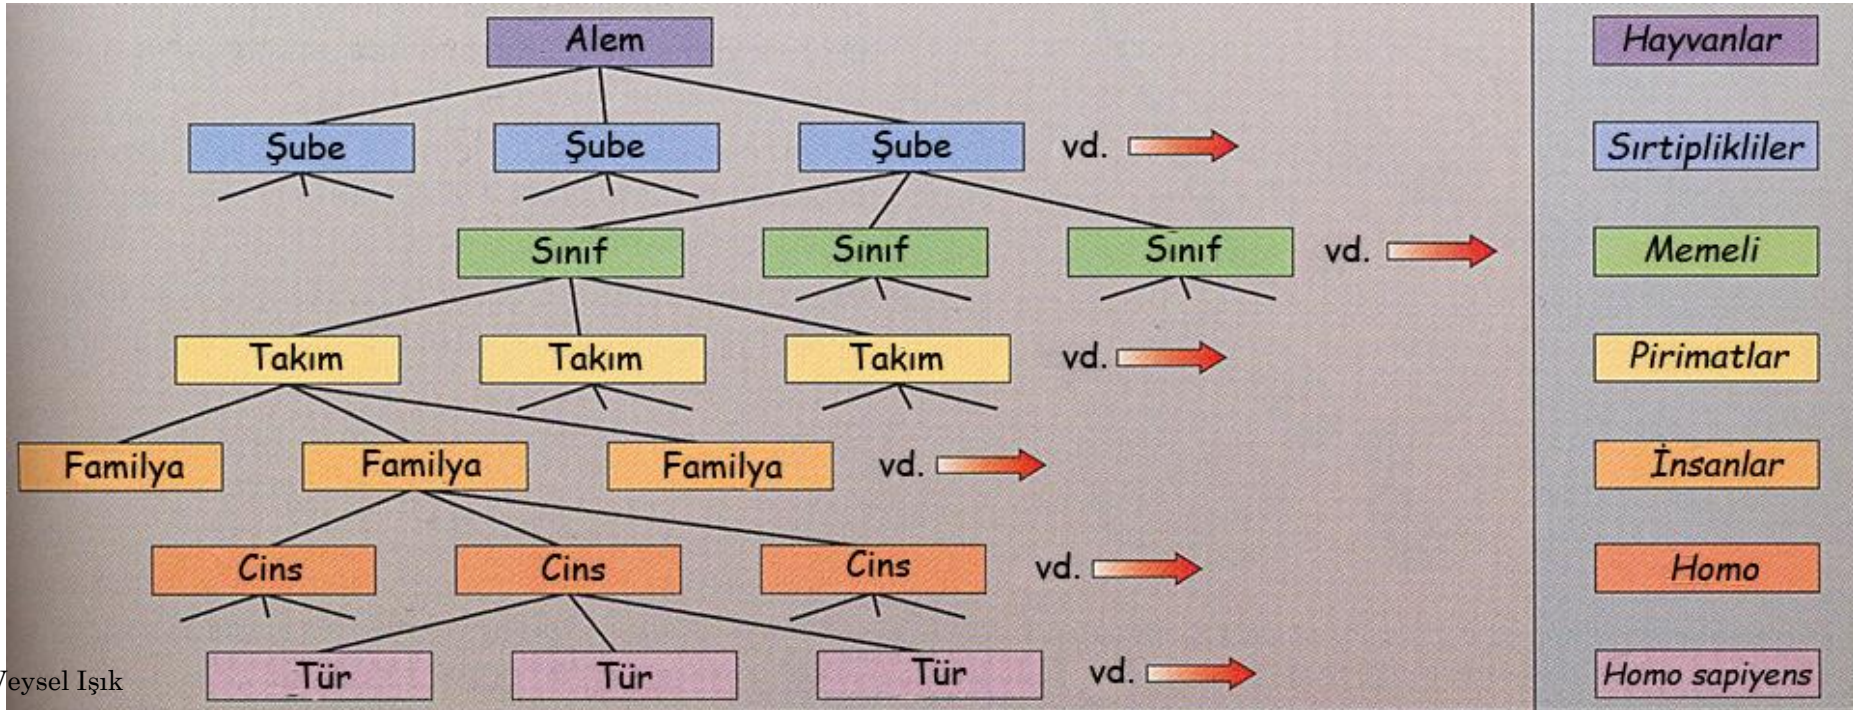 Alem
Hayvanlar
Şube Şube Şube vd.
Sırtiplikliler
Sınıf Sınıf Sınıf vd.
Memeli
Takım Takım Takım vd.
Pirimatlar
Familya Familya Familya vd.
İnsanlar
Cins Cins Cins vd.
Homo
Tür Tür Tür vd.
Homo sapiyens
Veysel Işık